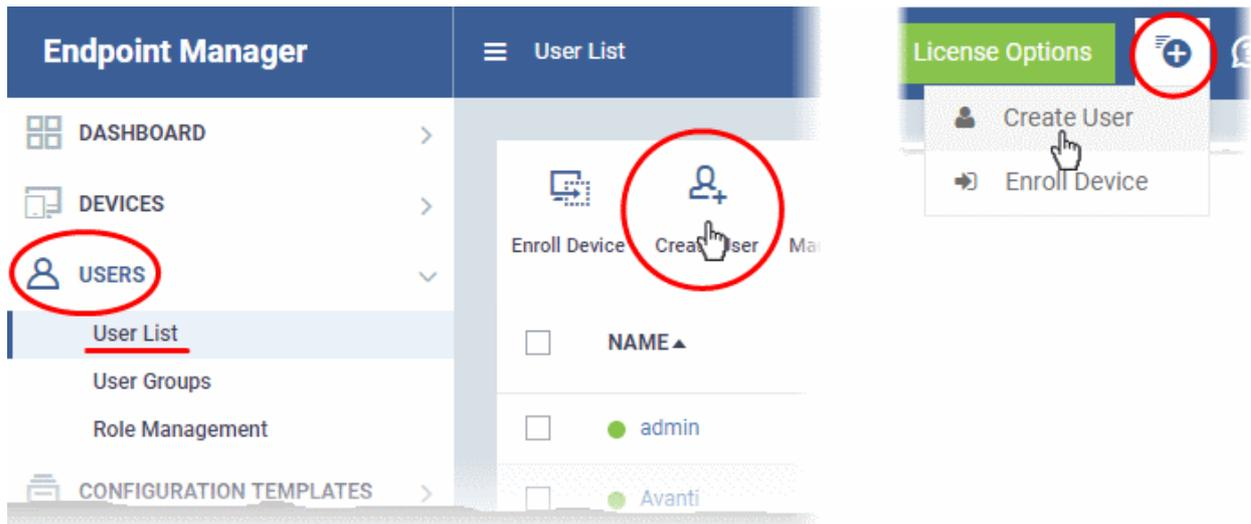 Endpoint Manager
User List
License Options
DASHBOARD
Create User
DEVICES
Enroll Device
Enroll Device
USERS
User List
NAME
User Groups
Role Management
admin
CONFIGURATION TEMPLATES
Avanti